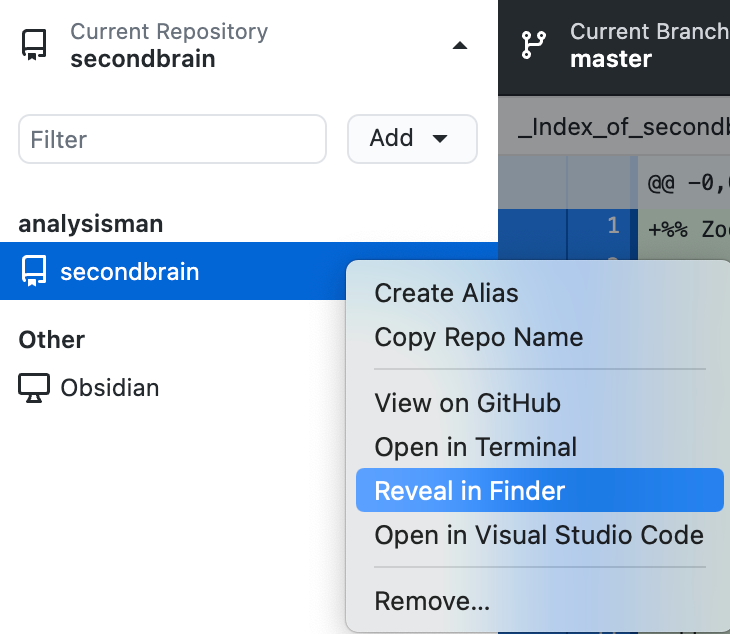 Current Repository
secondbrain
Current Branch
master
Filter
Add
_Index_of_secondb
@@ -0,
1
+%% Zoo
analysisman
secondbrain
Other
Obsidian
Create Alias
Copy Repo Name
View on GitHub
Open in Terminal
Reveal in Finder
Open in Visual Studio Code
Remove...